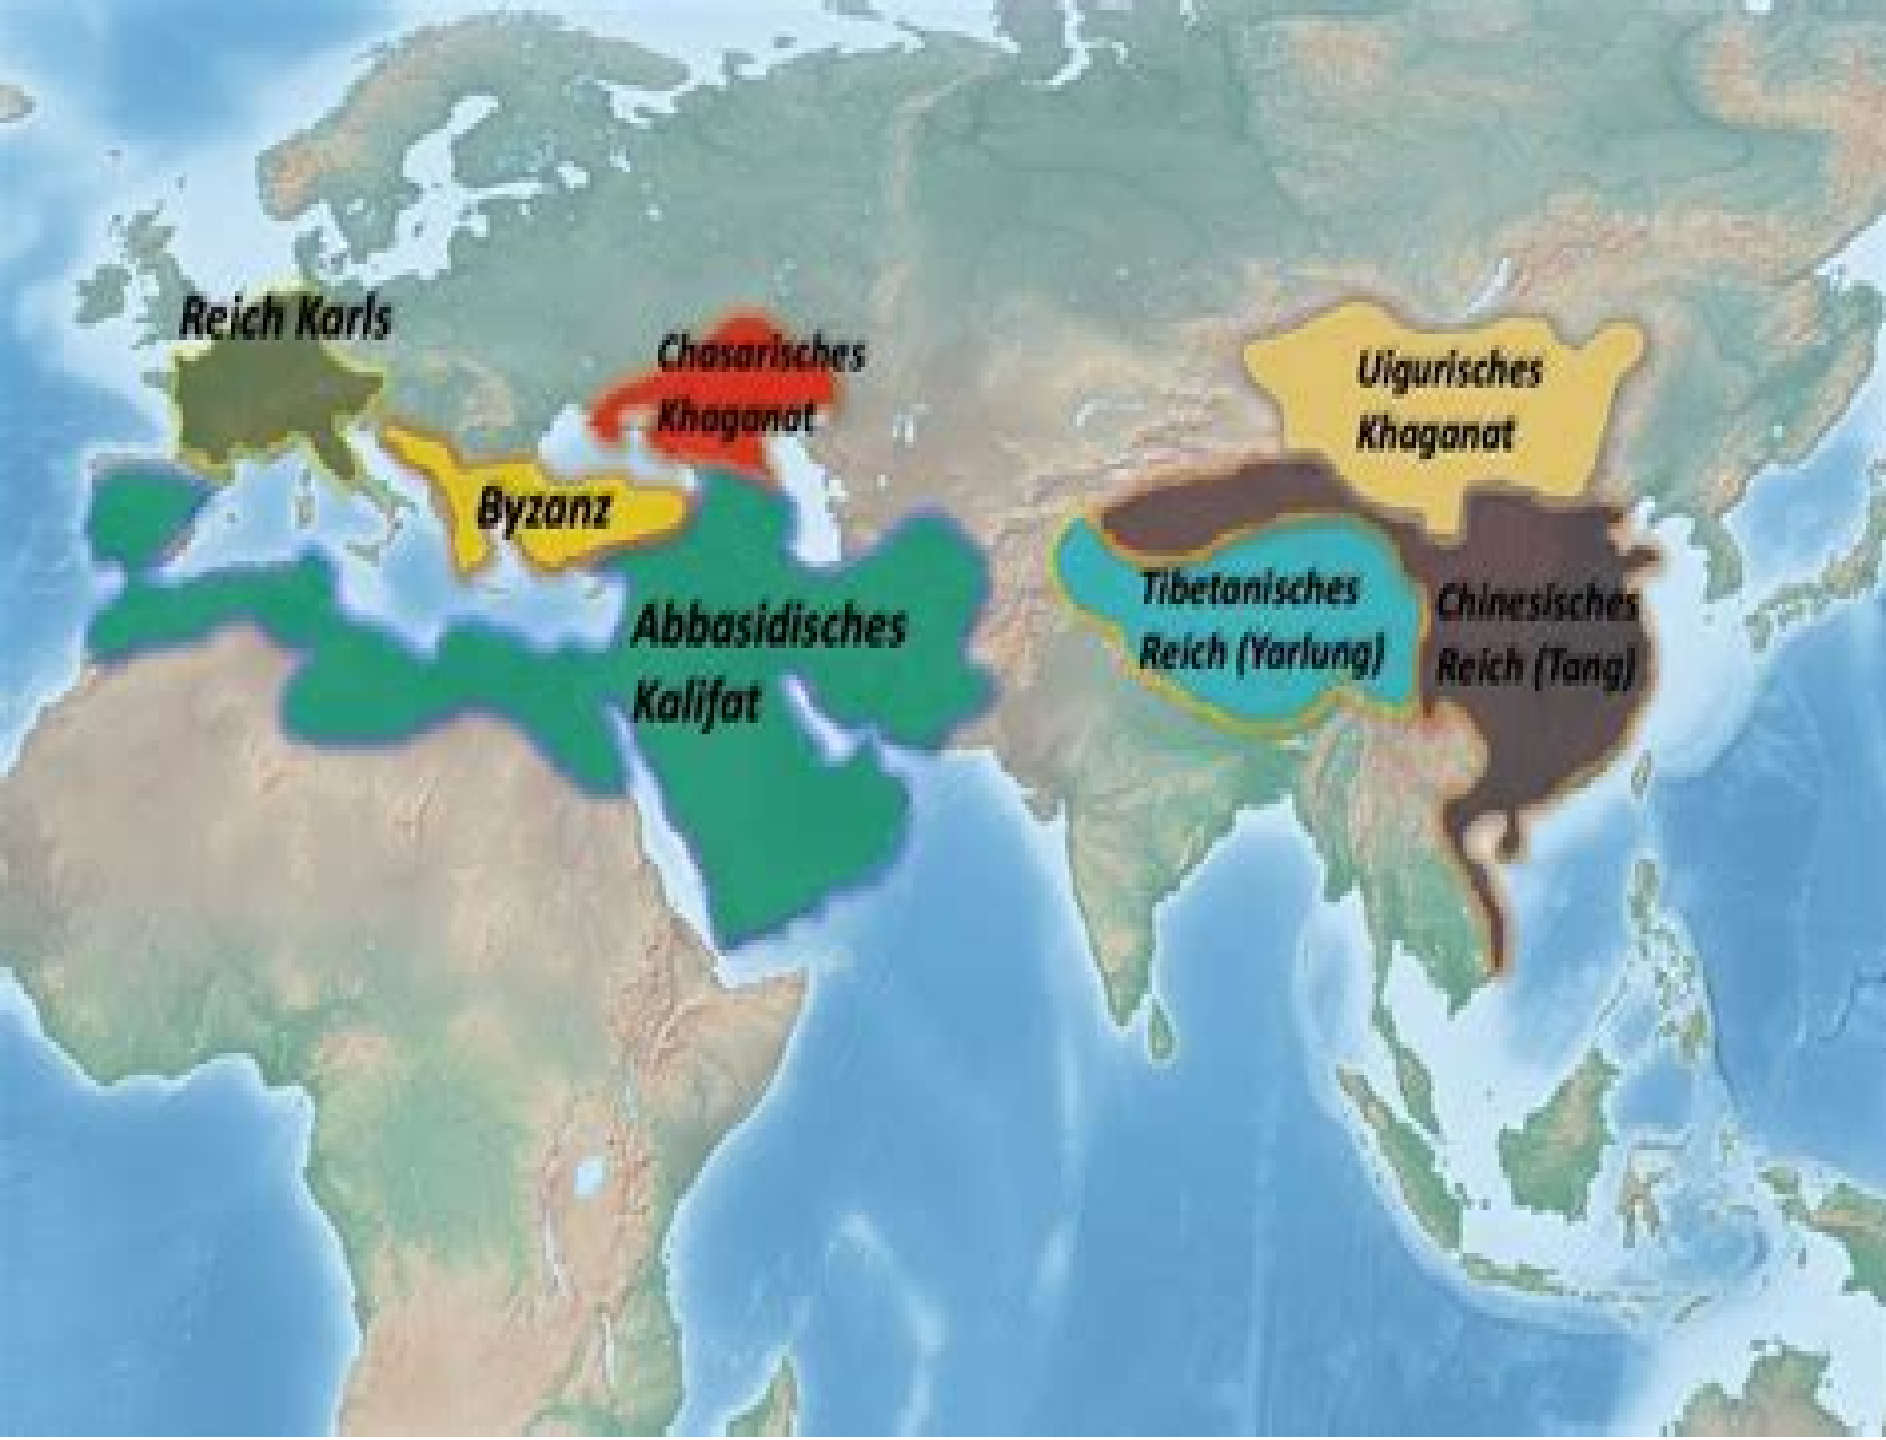 Reich Karls
Chasarisches
Khaganat
Uigurisches
Khaganat
Byzanz
Tibetanisches
Reich (Yarlung)
Chinesisches
Reich (Tang)
Abbasidisches
Kalifat